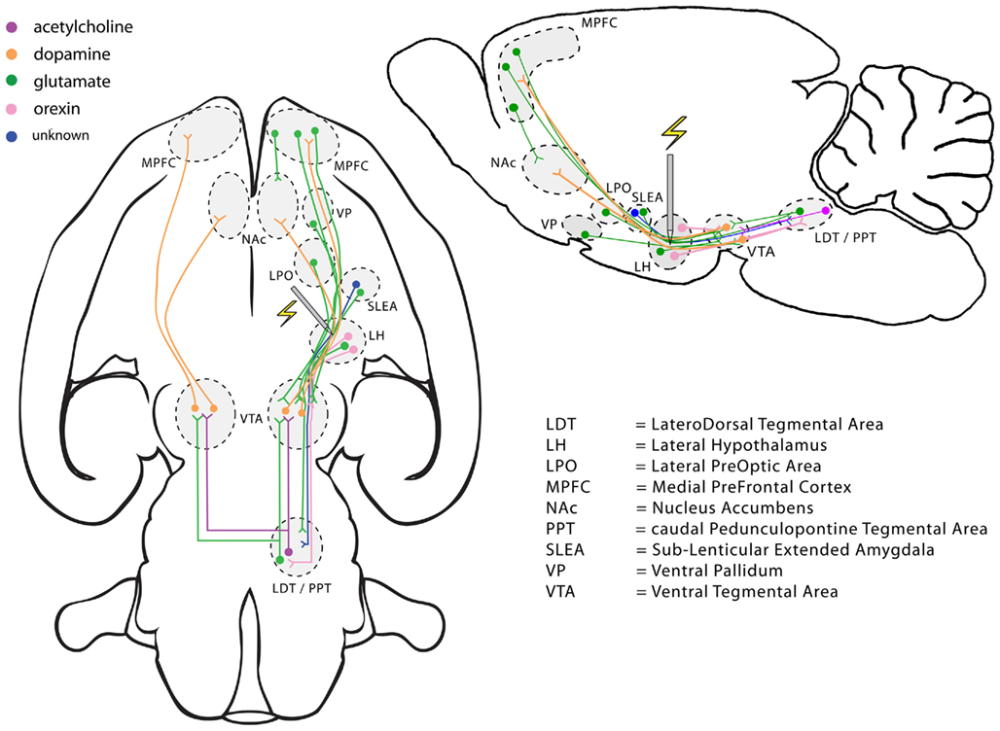 acetylcholine
dopamine
glutamate
orexin
unknown
MPFC
MPFC
VP
NAc
LPO
SLEA
LH
VTA
LDT / PPT
MPFC
NAc
LPO
SLEA
VP
LH
VTA
LDT / PPT
LDT = LateroDorsal Tegmental Area
LH = Lateral Hypothalamus
LPO = Lateral PreOptic Area
MPFC = Medial PreFrontal Cortex
NAc = Nucleus Accumbens
PPT = caudal Pedunculopontine Tegmental Area
SLEA = Sub-Lenticular Extended Amygdala
VP = Ventral Pallidum
VTA = Ventral Tegmental Area